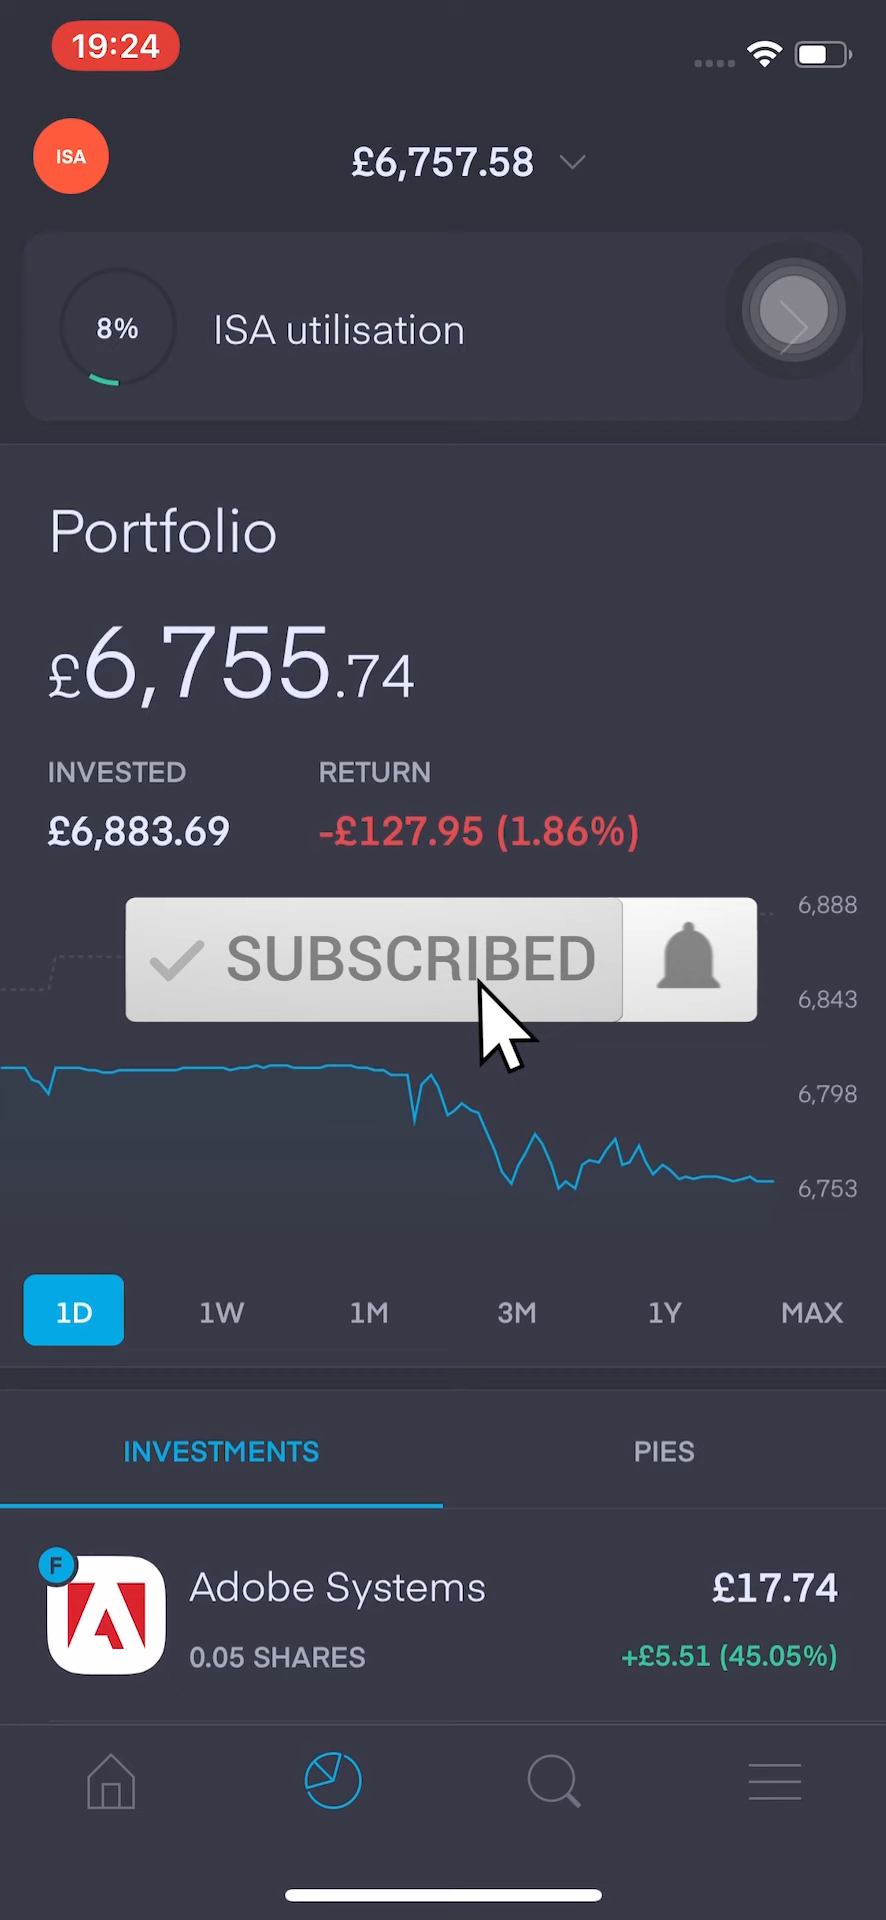 19:24
ISA
£6,757.58
8%
ISA utilisation
Portfolio
£6,755.74
INVESTED
RETURN
£6,883.69
-£127.95 (1.86%)
6,888
SUBSCRIBED
6,843
6,798
6,753
1D
1W
1M
3M
1Y
MAX
INVESTMENTS
PIES
F
Adobe Systems
£17.74
0.05 SHARES
+£5.51 (45.05%)